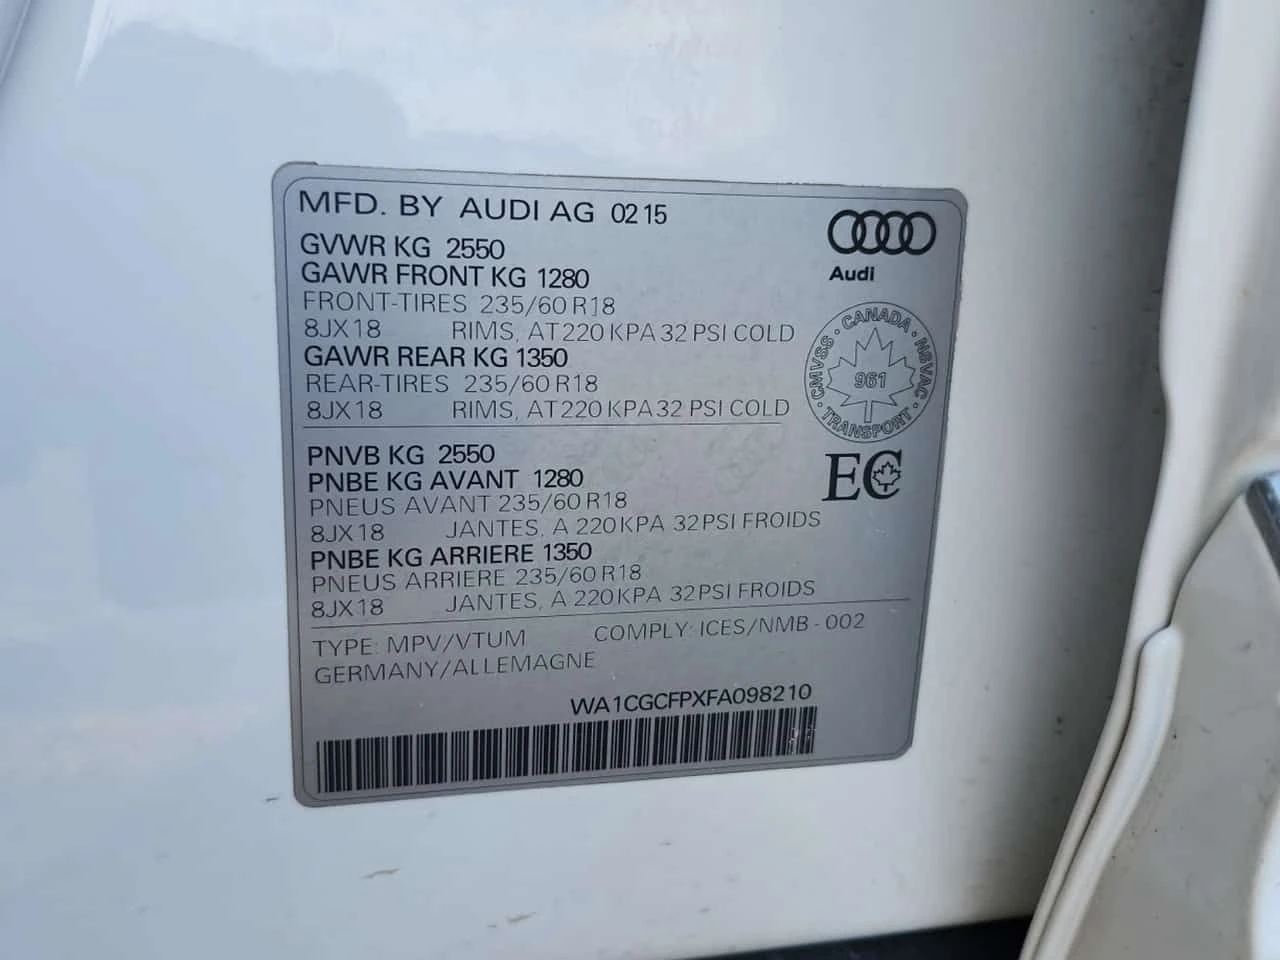 MFD. BY AUDI AG 0215
GVWR KG 2550
GAWR FRONT KG 1280
FRONT-TIRES 235/60 R18
8JX18 RIMS, AT 220 KPA 32 PSI COLD
GAWR REAR KG 1350
REAR-TIRES 235/60 R18
8JX18 RIMS, AT 220 KPA 32 PSI COLD
Audi
CANADA · NSVAC · TRANSPORT · CMVSS ·
961
EC
PNVB KG 2550
PNBE KG AVANT 1280
PNEUS AVANT 235/60 R18
8JX18 JANTES, A 220 KPA 32 PSI FROIDS
PNBE KG ARRIERE 1350
PNEUS ARRIERE 235/60 R18
8JX18 JANTES, A 220 KPA 32 PSI FROIDS
TYPE: MPV/VTUM COMPLY: ICES/NMB - 002
GERMANY/ALLEMAGNE
WA1CGCFPXFA098210